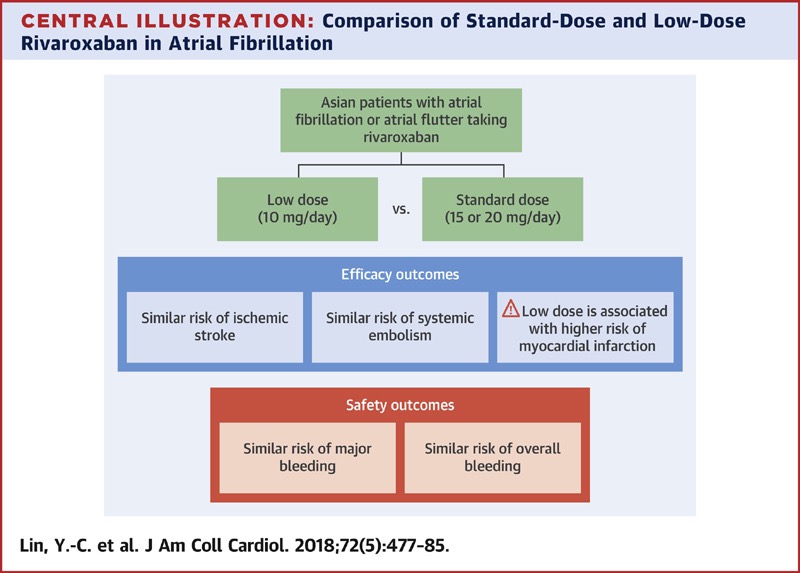 CENTRAL ILLUSTRATION: Comparison of Standard-Dose and Low-Dose
Rivaroxaban in Atrial Fibrillation
Asian patients with atrial
fibrillation or atrial flutter taking
rivaroxaban
Low dose
(10 mg/day)
vs.
Standard dose
(15 or 20 mg/day)
Efficacy outcomes
Similar risk of ischemic
stroke
Similar risk of systemic
embolism
Low dose is associated
with higher risk of
myocardial infarction
Safety outcomes
Similar risk of major
bleeding
Similar risk of overall
bleeding
Lin, Y.-C. et al. J Am Coll Cardiol. 2018;72(5):477–85.